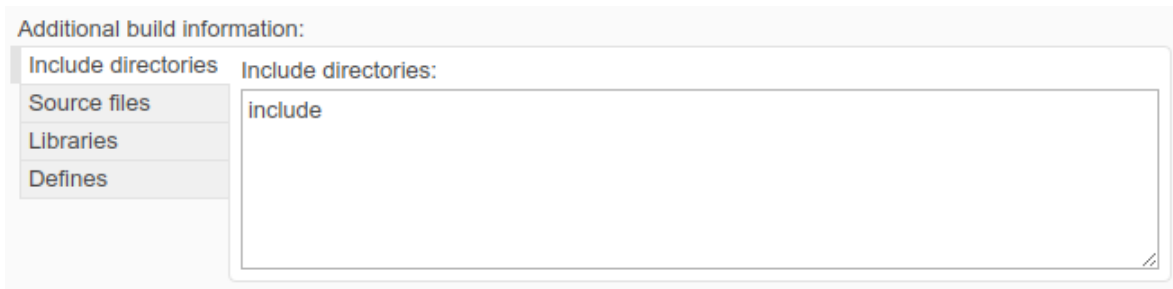 Additional build information:
Include directories
Source files
Libraries
Defines
Include directories:
include